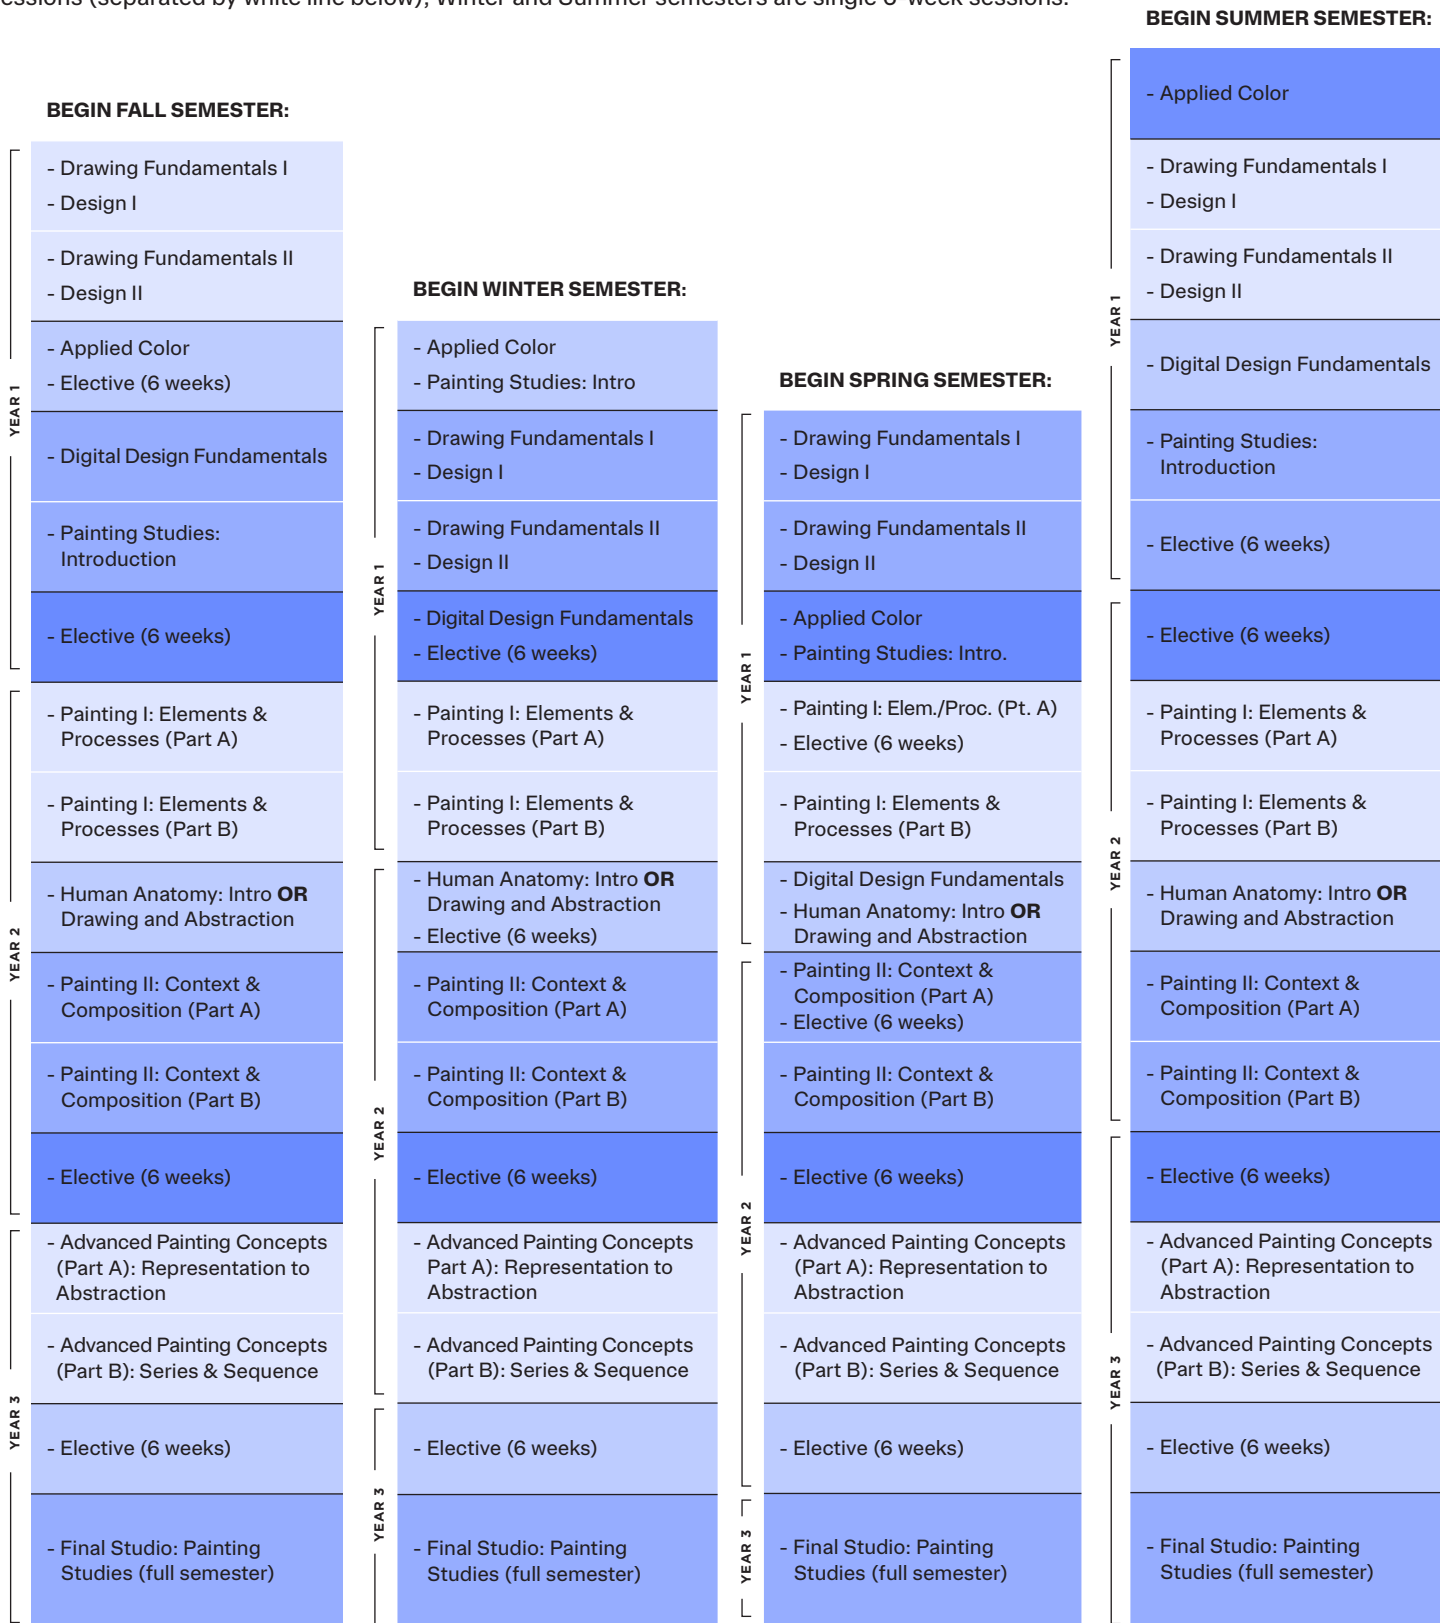 essions (separated by white line below); Winter and Summer semesters are single 6-week sessions.
BEGIN FALL SEMESTER:
YEAR 1
- Drawing Fundamentals I
- Design I
- Drawing Fundamentals II
- Design II
- Applied Color
- Elective (6 weeks)
- Digital Design Fundamentals
- Painting Studies:
Introduction
- Elective (6 weeks)
YEAR 2
- Painting I: Elements &
Processes (Part A)
- Painting I: Elements &
Processes (Part B)
- Human Anatomy: Intro OR
Drawing and Abstraction
- Painting II: Context &
Composition (Part A)
- Painting II: Context &
Composition (Part B)
- Elective (6 weeks)
YEAR 3
- Advanced Painting Concepts
(Part A): Representation to
Abstraction
- Advanced Painting Concepts
(Part B): Series & Sequence
- Elective (6 weeks)
- Final Studio: Painting
Studies (full semester)
BEGIN WINTER SEMESTER:
YEAR 1
- Applied Color
- Painting Studies: Intro
- Drawing Fundamentals I
- Design I
- Drawing Fundamentals II
- Design II
- Digital Design Fundamentals
- Elective (6 weeks)
- Painting I: Elements &
Processes (Part A)
- Painting I: Elements &
Processes (Part B)
YEAR 2
- Human Anatomy: Intro OR
Drawing and Abstraction
- Elective (6 weeks)
- Painting II: Context &
Composition (Part A)
- Painting II: Context &
Composition (Part B)
- Elective (6 weeks)
- Advanced Painting Concepts
Part A): Representation to
Abstraction
- Advanced Painting Concepts
(Part B): Series & Sequence
YEAR 3
- Elective (6 weeks)
- Final Studio: Painting
Studies (full semester)
BEGIN SPRING SEMESTER:
YEAR 1
- Drawing Fundamentals I
- Design I
- Drawing Fundamentals II
- Design II
- Applied Color
- Painting Studies: Intro.
- Painting I: Elem./Proc. (Pt. A)
- Elective (6 weeks)
- Painting I: Elements &
Processes (Part B)
- Digital Design Fundamentals
- Human Anatomy: Intro OR
Drawing and Abstraction
YEAR 2
- Painting II: Context &
Composition (Part A)
- Elective (6 weeks)
- Painting II: Context &
Composition (Part B)
- Elective (6 weeks)
- Advanced Painting Concepts
(Part A): Representation to
Abstraction
- Advanced Painting Concepts
(Part B): Series & Sequence
- Elective (6 weeks)
YEAR 3
- Final Studio: Painting
Studies (full semester)
BEGIN SUMMER SEMESTER:
YEAR 1
- Applied Color
- Drawing Fundamentals I
- Design I
- Drawing Fundamentals II
- Design II
- Digital Design Fundamentals
- Painting Studies:
Introduction
- Elective (6 weeks)
YEAR 2
- Elective (6 weeks)
- Painting I: Elements &
Processes (Part A)
- Painting I: Elements &
Processes (Part B)
- Human Anatomy: Intro OR
Drawing and Abstraction
- Painting II: Context &
Composition (Part A)
- Painting II: Context &
Composition (Part B)
YEAR 3
- Elective (6 weeks)
- Advanced Painting Concepts
(Part A): Representation to
Abstraction
- Advanced Painting Concepts
(Part B): Series & Sequence
- Elective (6 weeks)
- Final Studio: Painting
Studies (full semester)